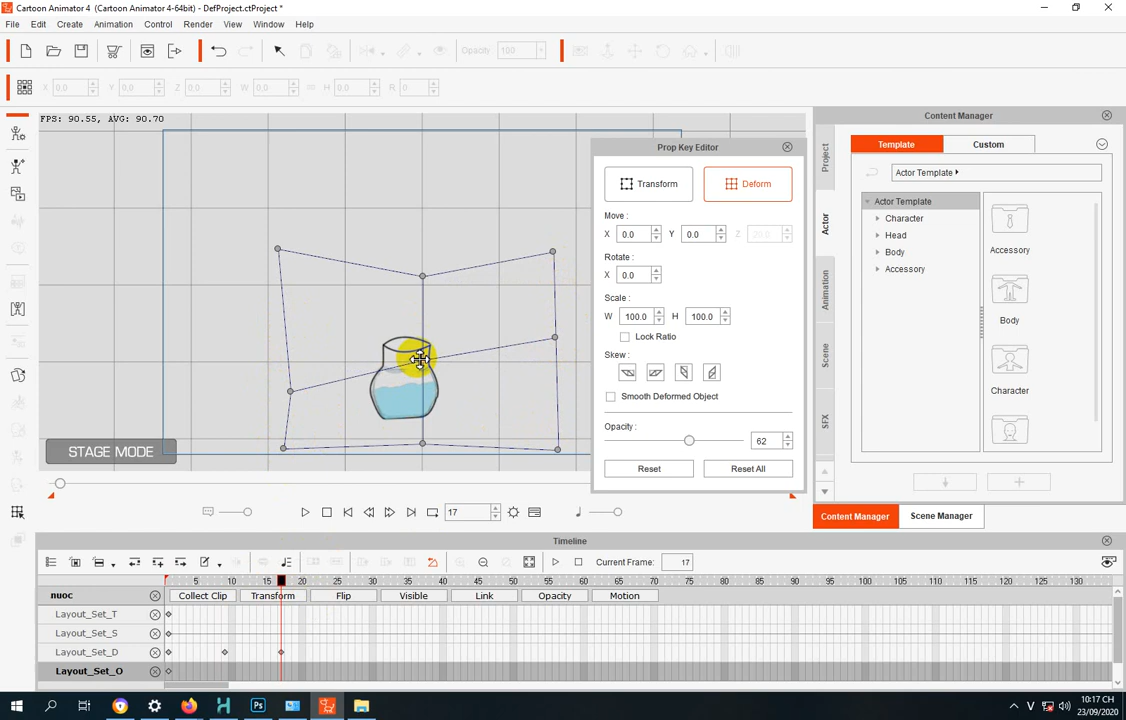 Cartoon Animator 4 (Cartoon Animator 4-64bit) - DefProject.ctProject *
File Edit Create Animation Control Render View Window Help
Opacity: 100
X 0.0 Y 0.0 Z 0.0 W 0.0 H 0.0 R 0
FPS: 90.55, AVG: 90.70
STAGE MODE
Prop Key Editor
Transform Deform
Move :
X 0.0 Y 0.0 Z 20.0
Rotate :
X 0.0
Scale :
W 100.0 H 100.0
Lock Ratio
Skew :
Smooth Deformed Object
Opacity :
62
Reset Reset All
Content Manager
Project
Actor
Animation
Scene
SFX
Template Custom
Actor Template
Actor Template
Character
Head
Body
Accessory
Accessory
Body
Character
Content Manager Scene Manager
17
Timeline
Current Frame: 17
5 10 15 20 25 30 35 40 45 50 55 60 65 70 75 80 85 90 95 100 105 110 115 120 125 130
nuoc Collect Clip Transform Flip Visible Link Opacity Motion
Layout_Set_T
Layout_Set_S
Layout_Set_D
Layout_Set_O
Ps
V
10:17 CH
23/09/2020